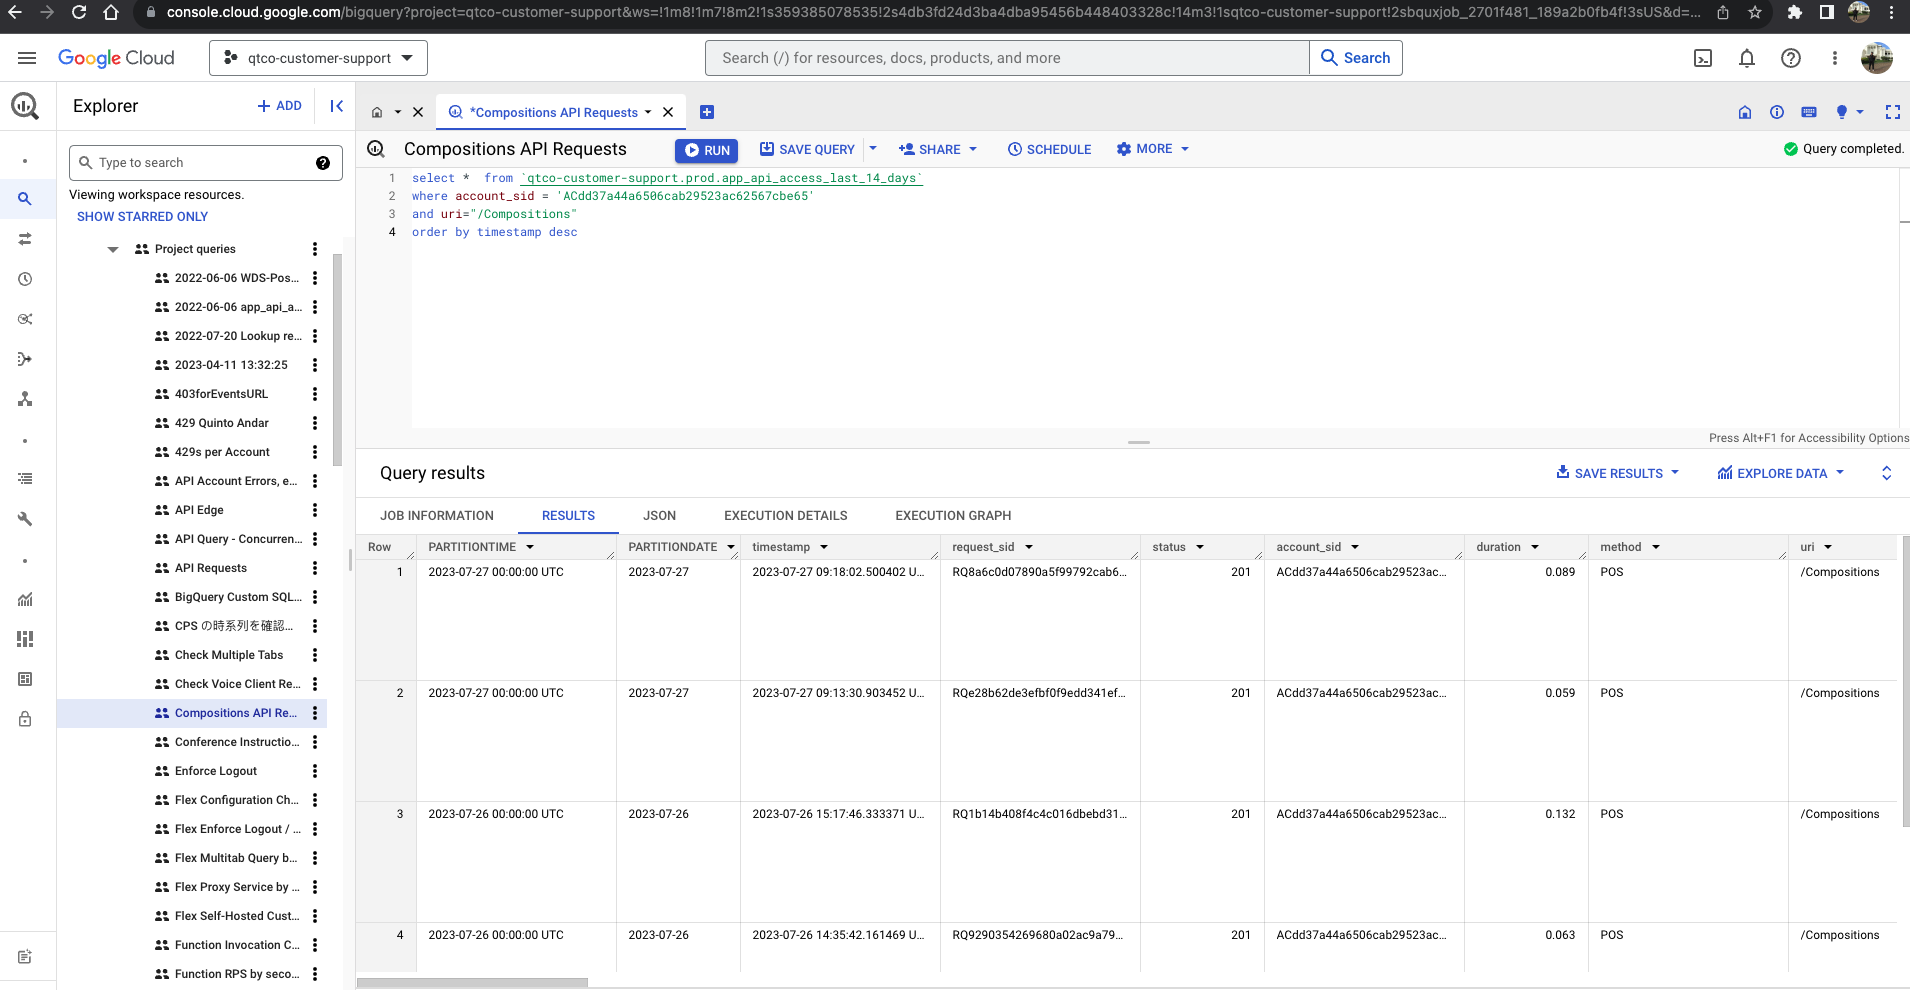 console.cloud.google.com/bigquery?project=qtco-customer-support&ws=!1m8!1m7!8m2!1s359385078535!2s4db3fd24d3ba4dba95456b448403328c!14m3!1sqtco-customer-support!2sbquxjob_2701f481_189a2b0fb4f!3sUS&d=...
Google Cloud
qtco-customer-support
Search (/) for resources, docs, products, and more
Search
Explorer
+ ADD
*Compositions API Requests
Type to search
Viewing workspace resources.
SHOW STARRED ONLY
Project queries
2022-06-06 WDS-Pos...
2022-06-06 app_api_a...
2022-07-20 Lookup re...
2023-04-11 13:32:25
403forEventsURL
429 Quinto Andar
429s per Account
API Account Errors, e...
API Edge
API Query - Concurren...
API Requests
BigQuery Custom SQL...
CPS の時系列を確認...
Check Multiple Tabs
Check Voice Client Re...
Compositions API Re...
Conference Instructio...
Enforce Logout
Flex Configuration Ch...
Flex Enforce Logout / ...
Flex Multitab Query b...
Flex Proxy Service by ...
Flex Self-Hosted Cust...
Function Invocation C...
Function RPS by seco...
Compositions API Requests
RUN
SAVE QUERY
SHARE
SCHEDULE
MORE
Query completed.
1 select * from `qtco-customer-support.prod.app_api_access_last_14_days`
2 where account_sid = 'ACdd37a44a6506cab29523ac62567cbe65'
3 and uri="/Compositions"
4 order by timestamp desc
Press Alt+F1 for Accessibility Options
Query results
SAVE RESULTS
EXPLORE DATA
JOB INFORMATION RESULTS JSON EXECUTION DETAILS EXECUTION GRAPH
Row PARTITIONTIME PARTITIONDATE timestamp request_sid status account_sid duration method uri
1 2023-07-27 00:00:00 UTC 2023-07-27 2023-07-27 09:18:02.500402 U... RQ8a6c0d07890a5f99792cab6... 201 ACdd37a44a6506cab29523ac... 0.089 POS /Compositions
2 2023-07-27 00:00:00 UTC 2023-07-27 2023-07-27 09:13:30.903452 U... RQe28b62de3efbf0f9edd341ef... 201 ACdd37a44a6506cab29523ac... 0.059 POS /Compositions
3 2023-07-26 00:00:00 UTC 2023-07-26 2023-07-26 15:17:46.333371 U... RQ1b14b408f4c4c016dbebd31... 201 ACdd37a44a6506cab29523ac... 0.132 POS /Compositions
4 2023-07-26 00:00:00 UTC 2023-07-26 2023-07-26 14:35:42.161469 U... RQ9290354269680a02ac9a79... 201 ACdd37a44a6506cab29523ac... 0.063 POS /Compositions